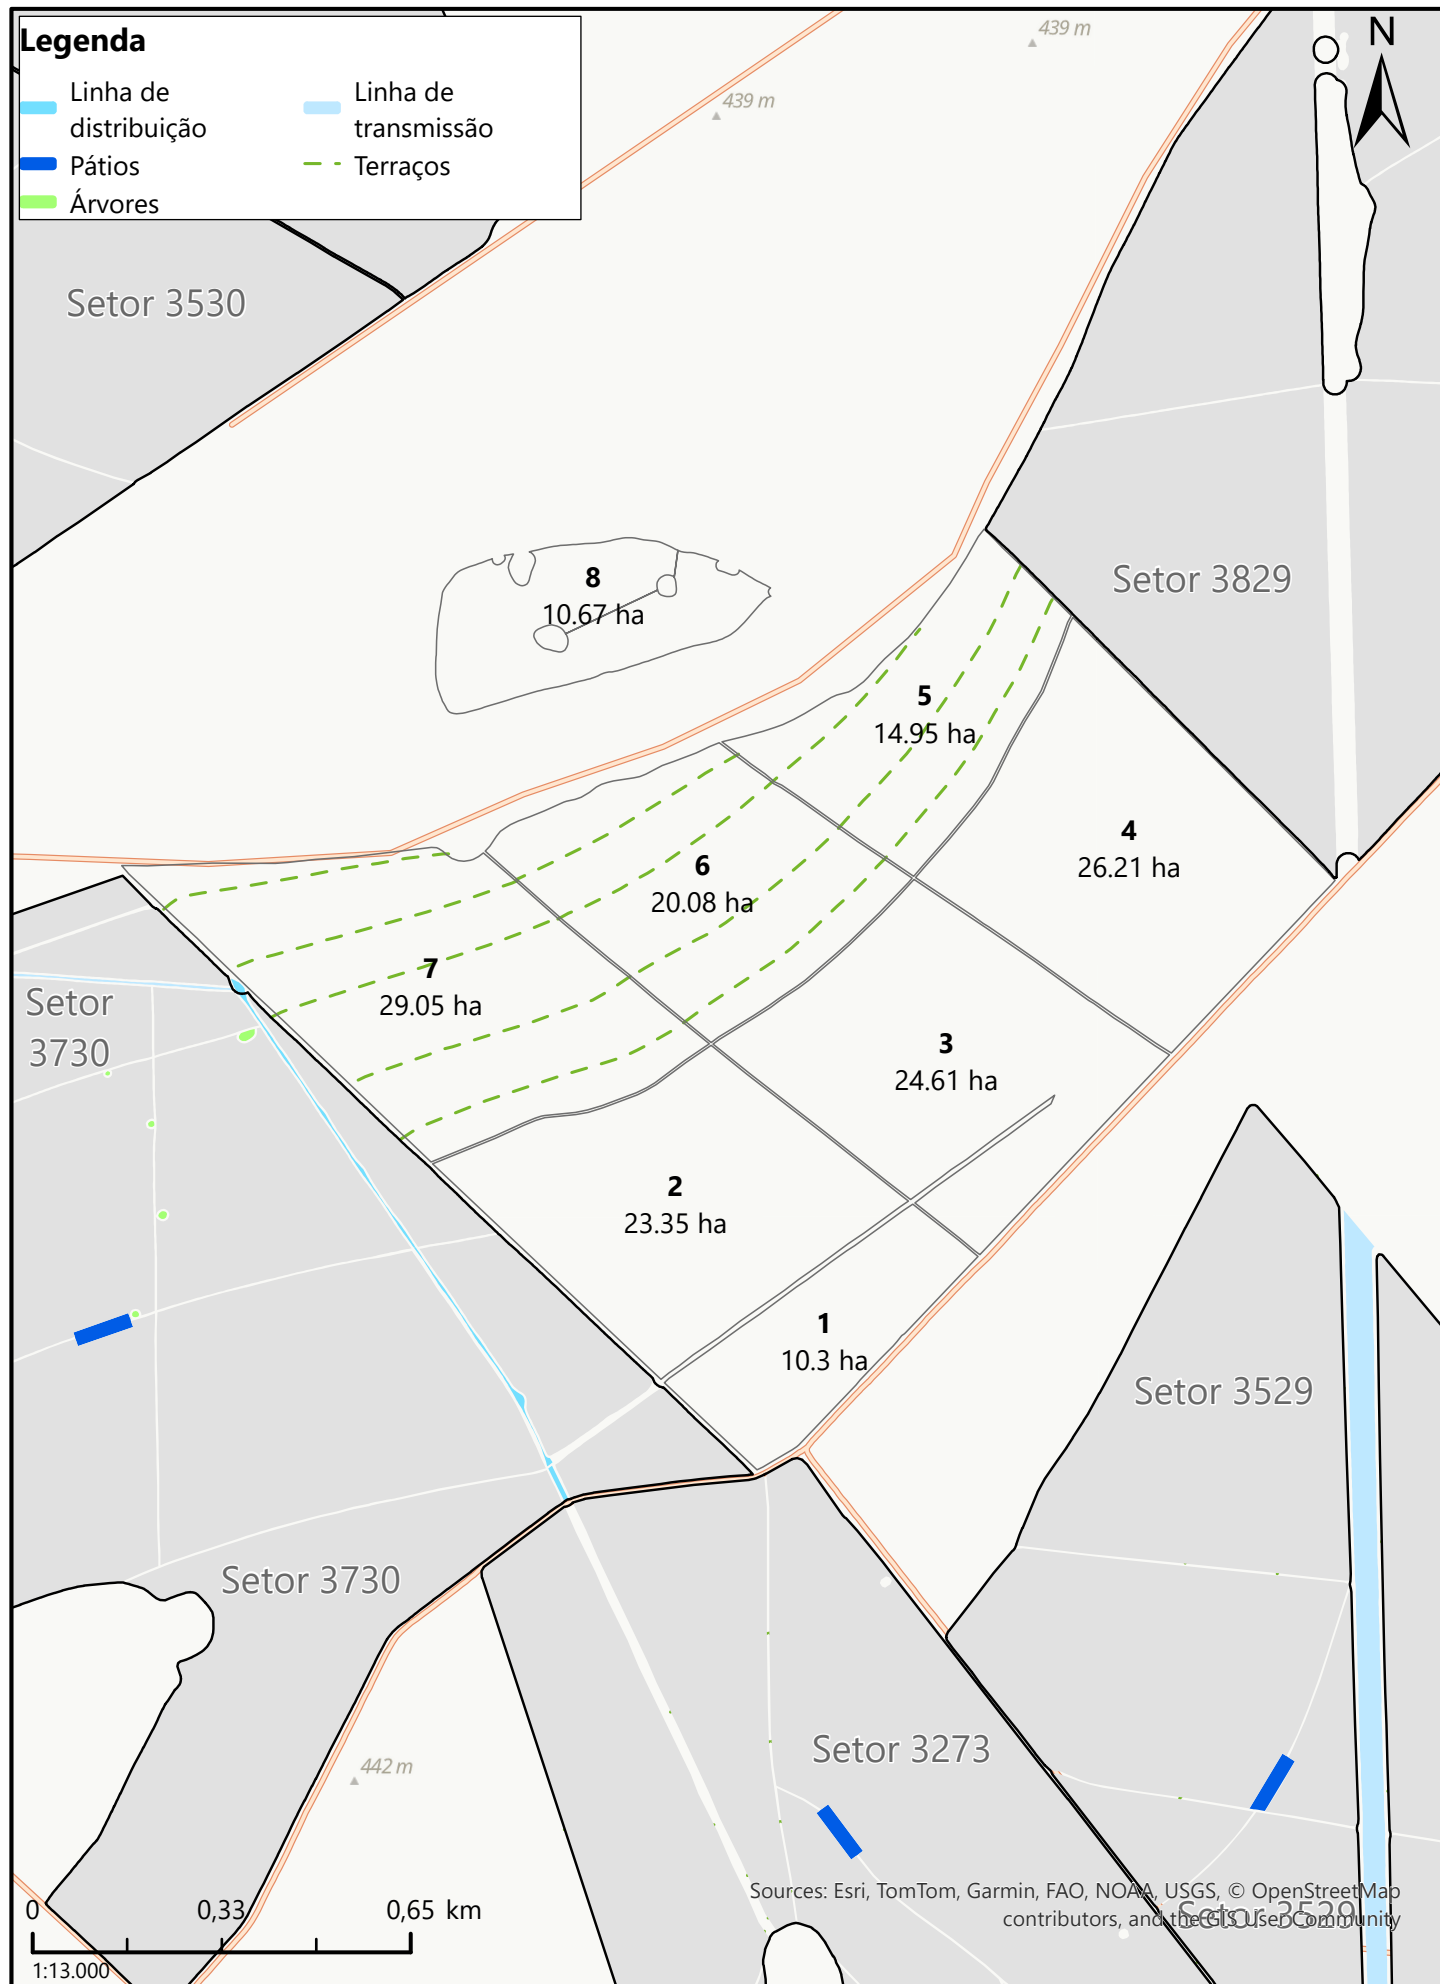 Legenda
Linha de
distribuição
Linha de
transmissão
Pátios
Terraços
Árvores
439 m
439 m
N
Setor 3530
Setor 3829
8
10.67 ha
5
14.95 ha
4
26.21 ha
6
20.08 ha
7
29.05 ha
Setor
3730
3
24.61 ha
2
23.35 ha
1
10.3 ha
Setor 3529
Setor 3730
Setor 3273
442 m
Sources: Esri, TomTom, Garmin, FAO, NOAA, USGS, © OpenStreetMap
contributors, and the GIS User Community
Setor 3529
0 0,33 0,65 km
1:13.000